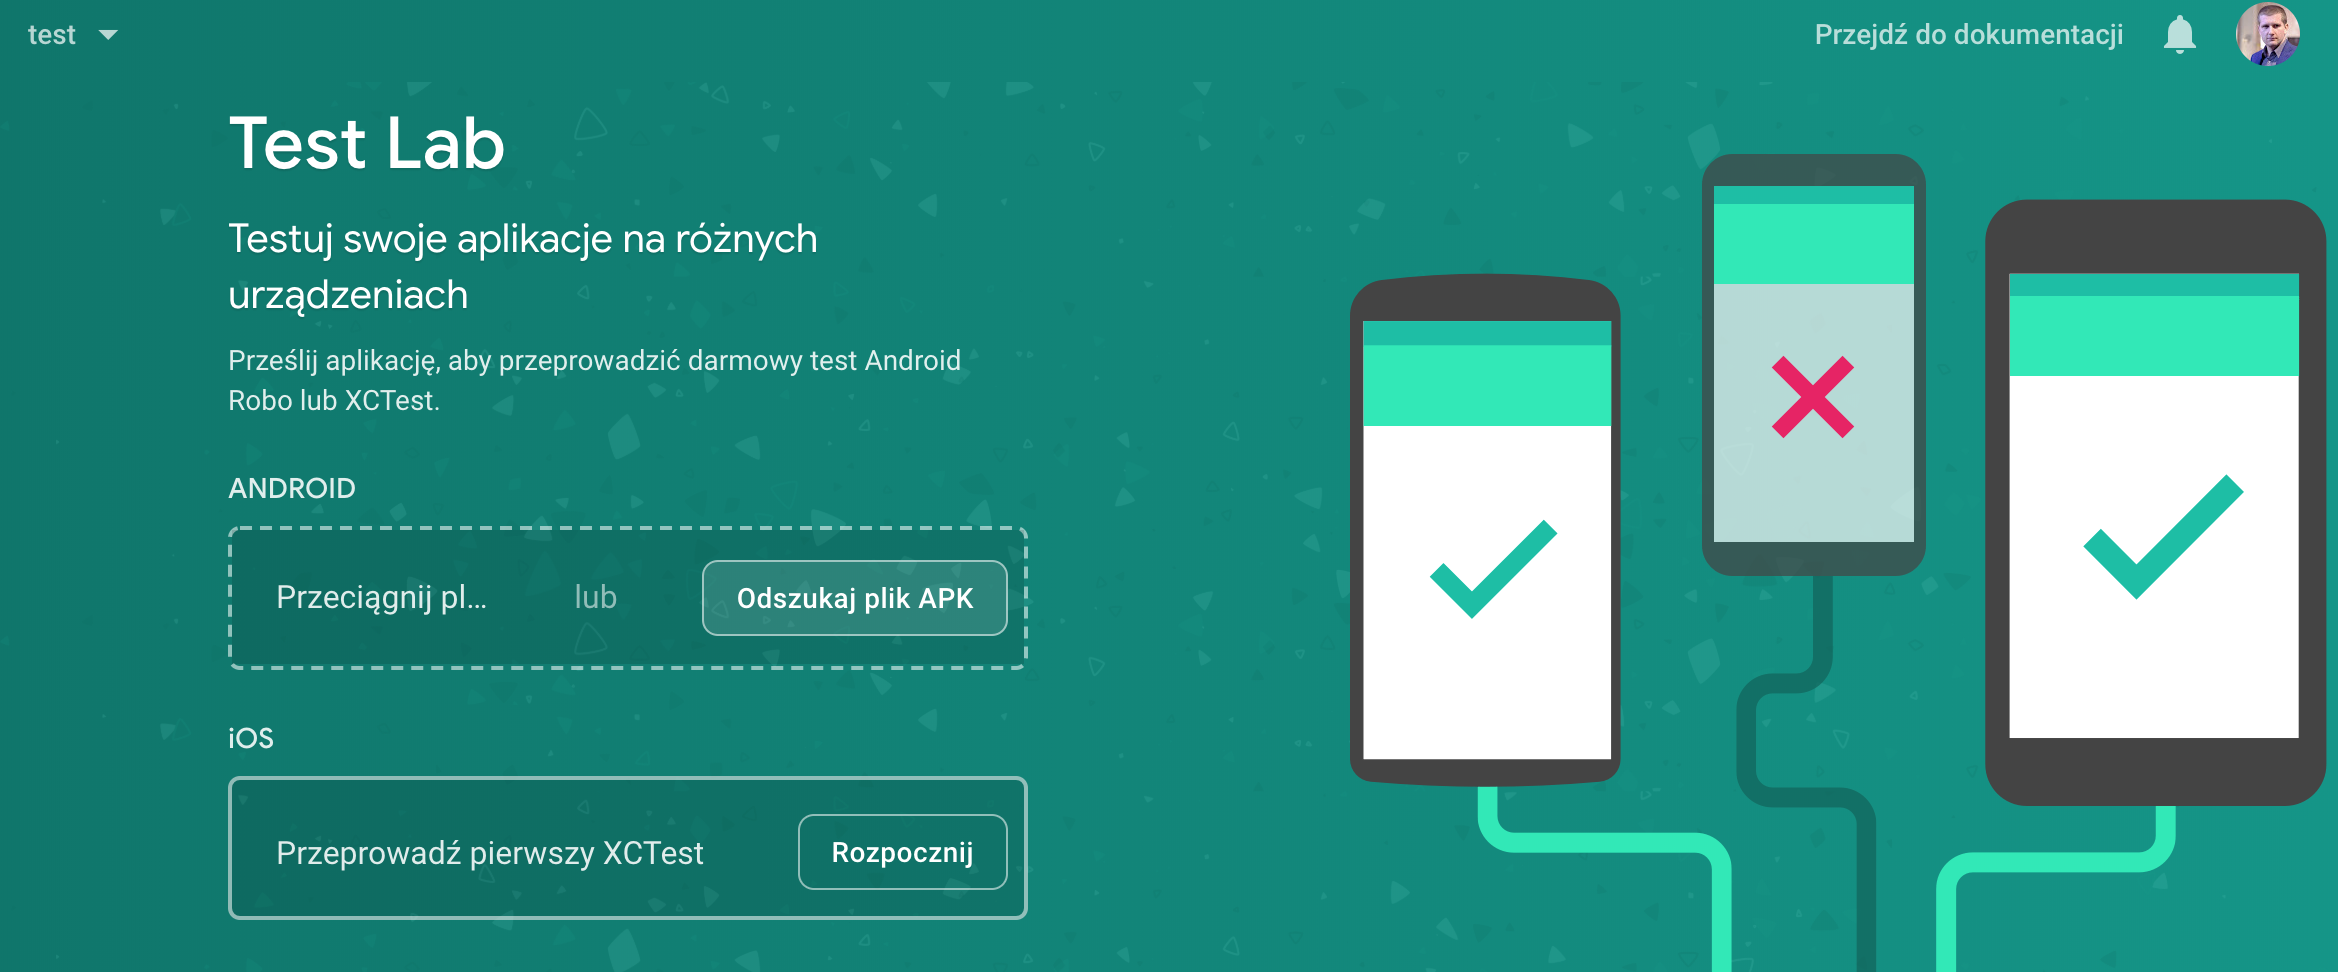 test
Przejdź do dokumentacji
Test Lab
Testuj swoje aplikacje na różnych
urządzeniach
Prześlij aplikację, aby przeprowadzić darmowy test Android
Robo lub XCTest.
ANDROID
Przeciągnij pl... lub Odszukaj plik APK
iOS
Przeprowadź pierwszy XCTest Rozpocznij